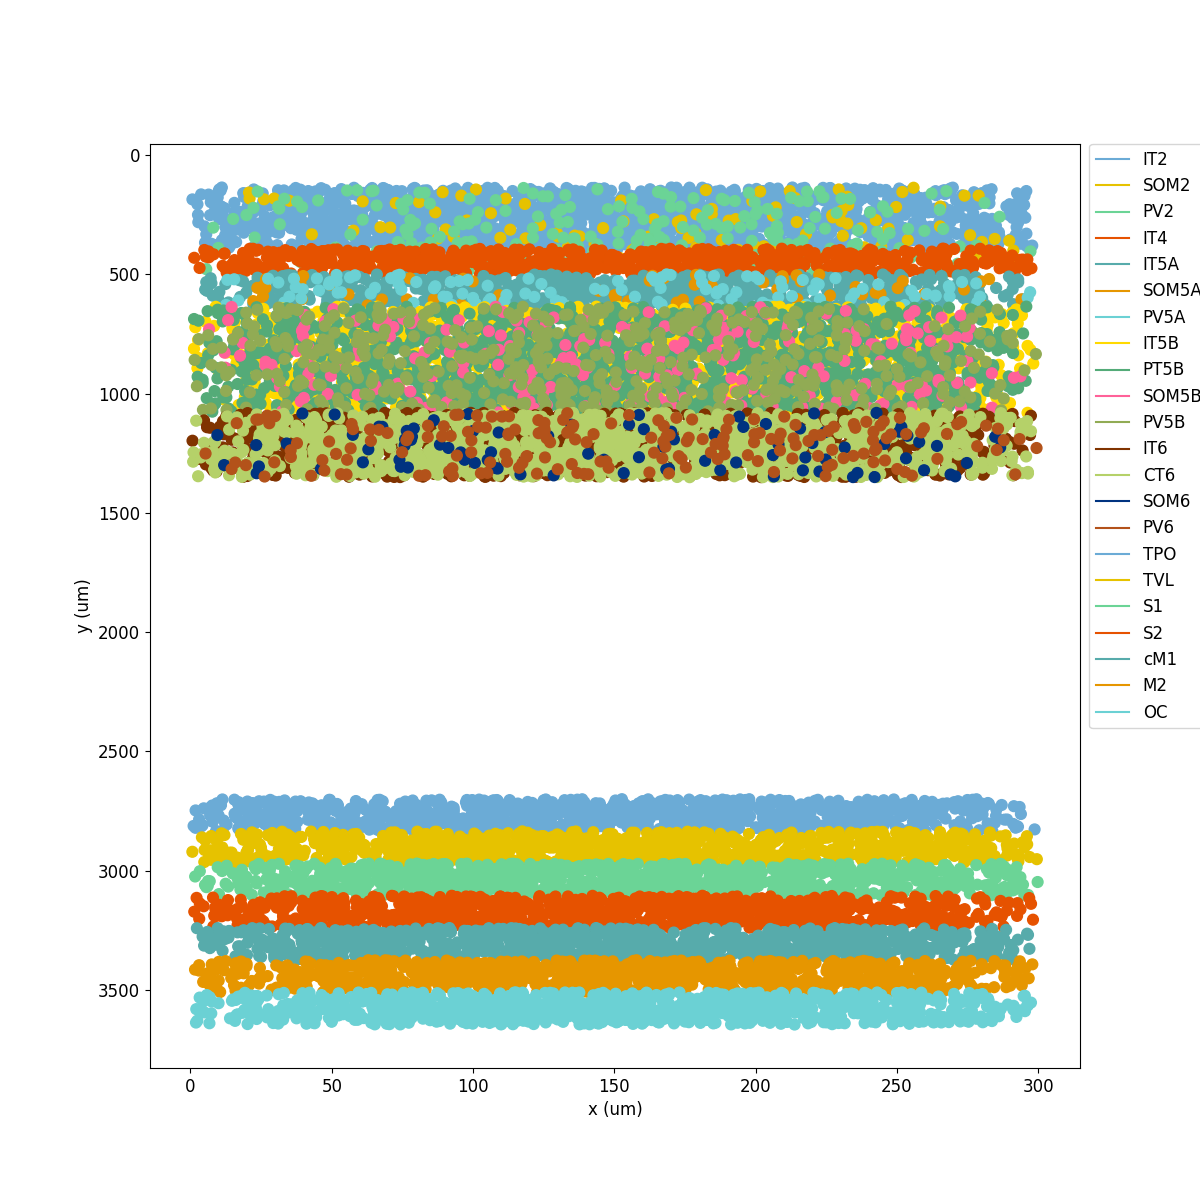 0
500
1000
1500
2000
2500
3000
3500
y (um)
0
50
100
150
200
250
300
x (um)
IT2
SOM2
PV2
IT4
IT5A
SOM5A
PV5A
IT5B
PT5B
SOM5B
PV5B
IT6
CT6
SOM6
PV6
TPO
TVL
S1
S2
cM1
M2
OC